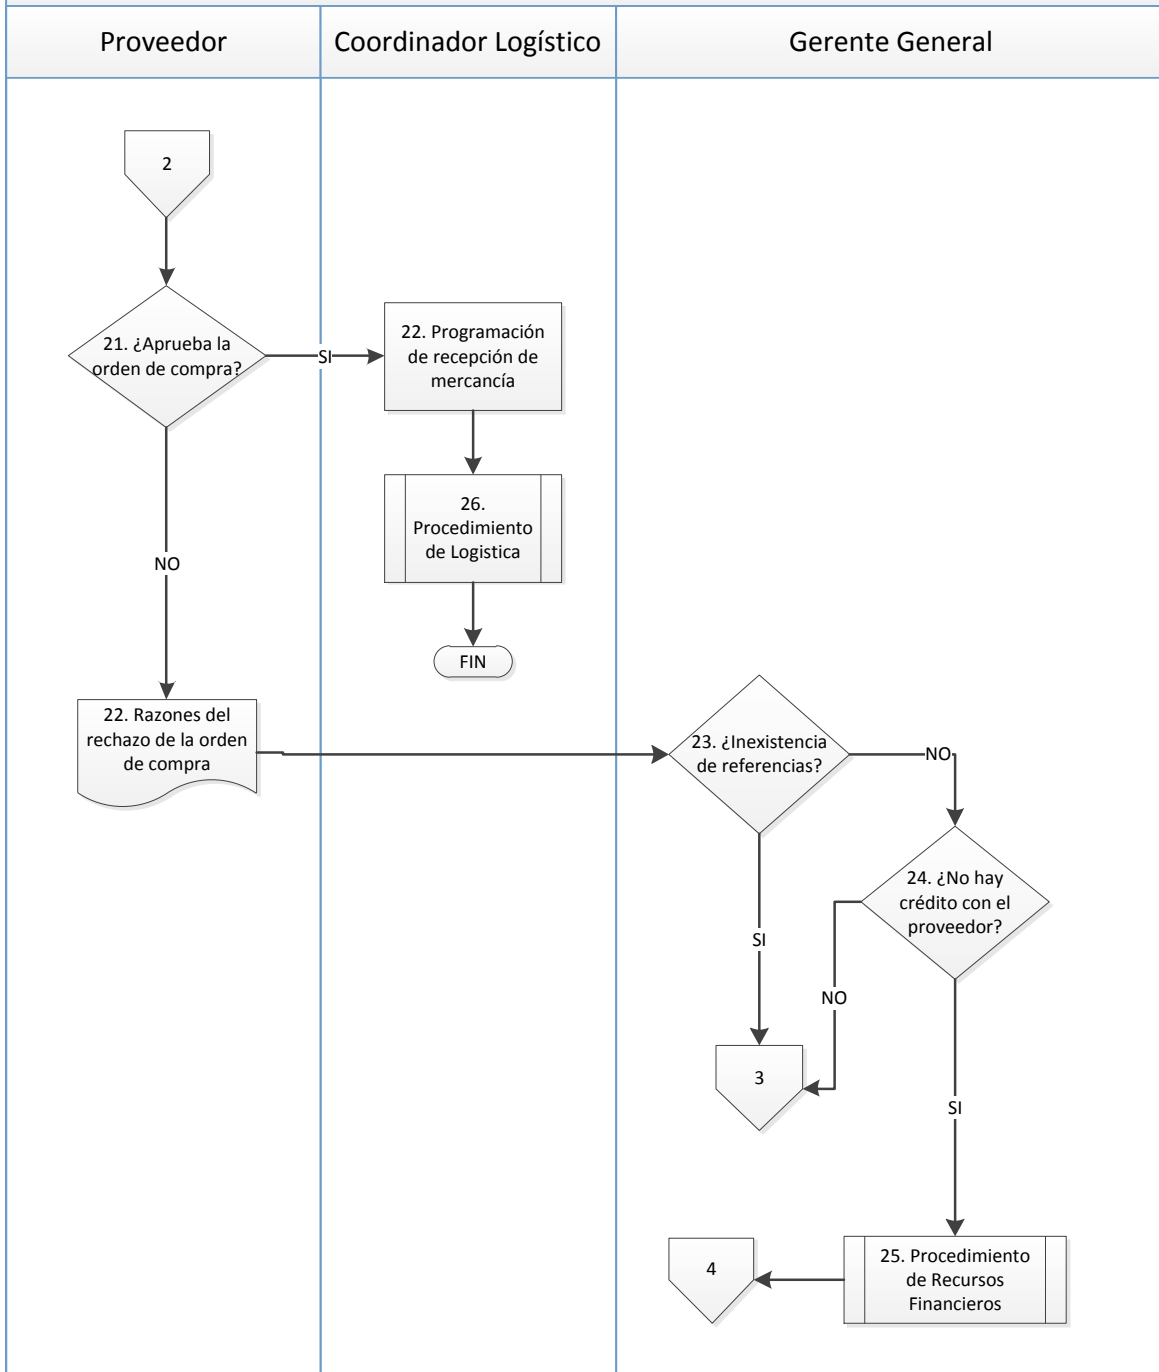 Proveedor
Coordinador Logístico
Gerente General
2
21. ¿Aprueba la
orden de compra?
SI
22. Programación
de recepción de
mercancía
26.
Procedimiento
de Logistica
FIN
NO
22. Razones del
rechazo de la orden
de compra
23. ¿Inexistencia
de referencias?
NO
24. ¿No hay
crédito con el
proveedor?
SI
NO
3
SI
25. Procedimiento
de Recursos
Financieros
4